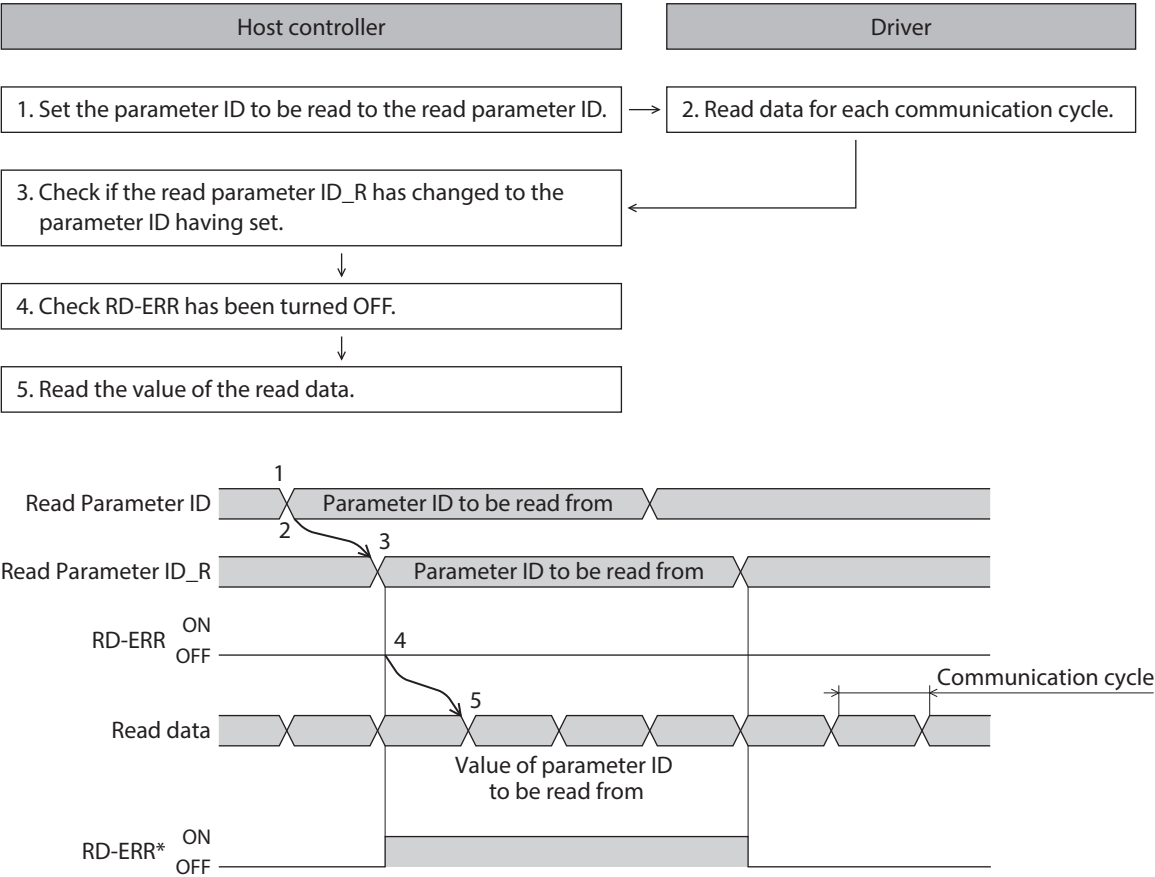 Host controller
Driver
1. Set the parameter ID to be read to the read parameter ID.
2. Read data for each communication cycle.
3. Check if the read parameter ID_R has changed to the
parameter ID having set.
4. Check RD-ERR has been turned OFF.
5. Read the value of the read data.
1
Read Parameter ID
Parameter ID to be read from
2
3
Read Parameter ID_R
Parameter ID to be read from
ON
RD-ERR
OFF
4
Communication cycle
5
Read data
Value of parameter ID
to be read from
ON
RD-ERR*
OFF